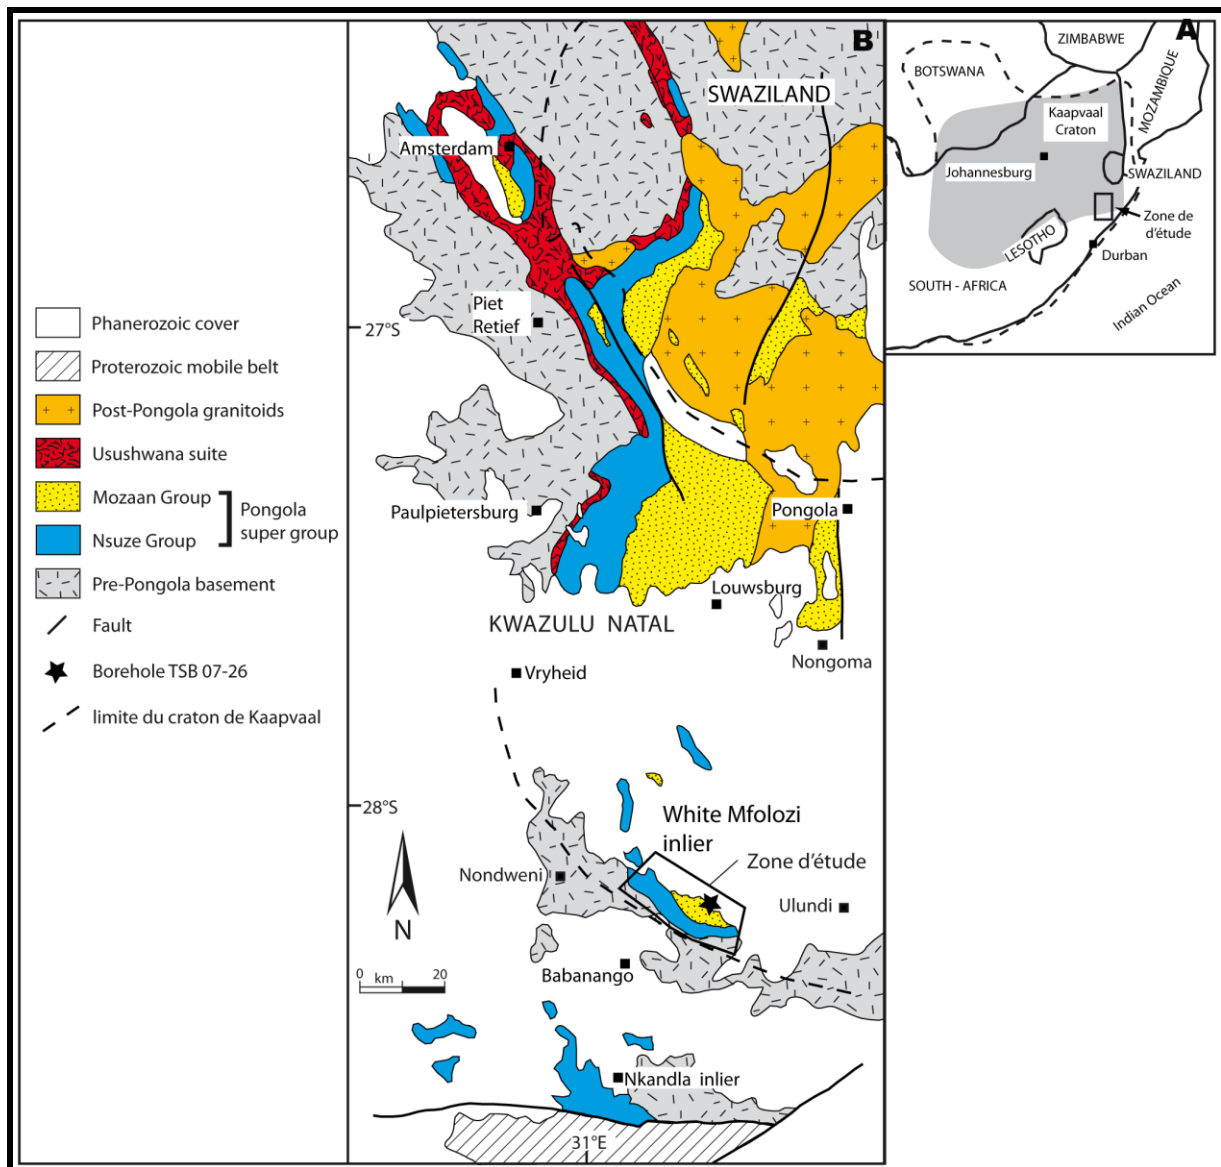 B
SWAZILAND
Amsterdam
Piet
Retief
27°S
Paulpietersburg
Pongola
Louwsburg
KWAZULU NATAL
Nongoma
Vryheid
28°S
White Mfolozi
inlier
Zone d'étude
Nondweni
Ulundi
N
Babanango
0 km 20
Nkandla inlier
31°E
A
ZIMBABWE
BOTSWANA
MOZAMBIQUE
Kaapvaal
Craton
Johannesburg
SWAZILAND
Zone de
d'étude
LESOTHO
Durban
SOUTH - AFRICA
Indian Ocean
Phanerozoic cover
Proterozoic mobile belt
Post-Pongola granitoids
Usushwana suite
Mozaan Group
Pongola
super group
Nsuze Group
Pre-Pongola basement
Fault
Borehole TSB 07-26
limite du craton de Kaapvaal